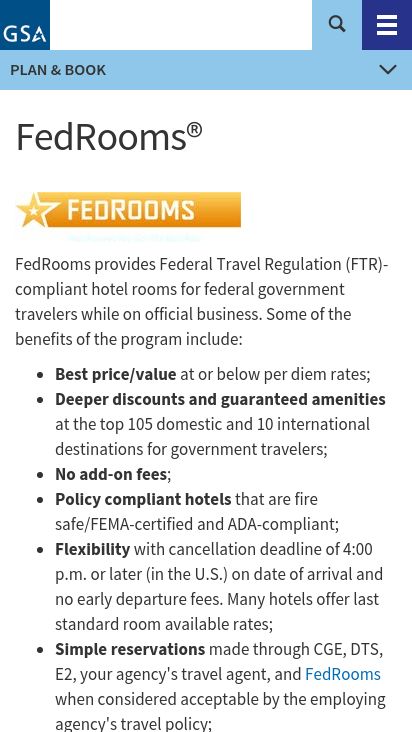 GSA
PLAN & BOOK
FedRooms®
FEDROOMS
FedRooms provides Federal Travel Regulation (FTR)-
compliant hotel rooms for federal government
travelers while on official business. Some of the
benefits of the program include:
Best price/value at or below per diem rates;
Deeper discounts and guaranteed amenities
at the top 105 domestic and 10 international
destinations for government travelers;
No add-on fees;
Policy compliant hotels that are fire
safe/FEMA-certified and ADA-compliant;
Flexibility with cancellation deadline of 4:00
p.m. or later (in the U.S.) on date of arrival and
no early departure fees. Many hotels offer last
standard room available rates;
Simple reservations made through CGE, DTS,
E2, your agency's travel agent, and FedRooms
when considered acceptable by the employing
agency's travel policy;